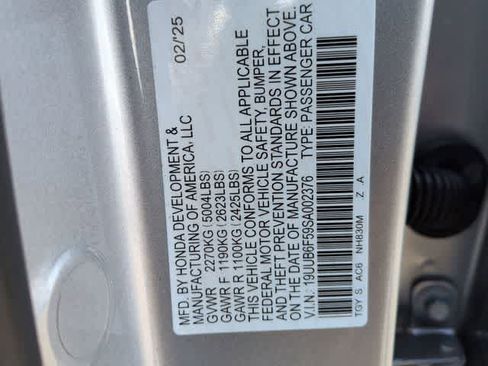 MFD. BY HONDA DEVELOPMENT &
MANUFACTURING OF AMERICA, LLC 02/'25
GVWR 2270KG (5004LBS)
GAWR F 1190KG (2623LBS)
GAWR R 1100KG (2425LBS)
THIS VEHICLE CONFORMS TO ALL APPLICABLE
FEDERAL MOTOR VEHICLE SAFETY, BUMPER,
AND THEFT PREVENTION STANDARDS IN EFFECT
ON THE DATE OF MANUFACTURE SHOWN ABOVE.
V.I.N. : 19UUB6F59SA002376 TYPE: PASSENGER CAR
TGY S AC6 NH830M Z . A